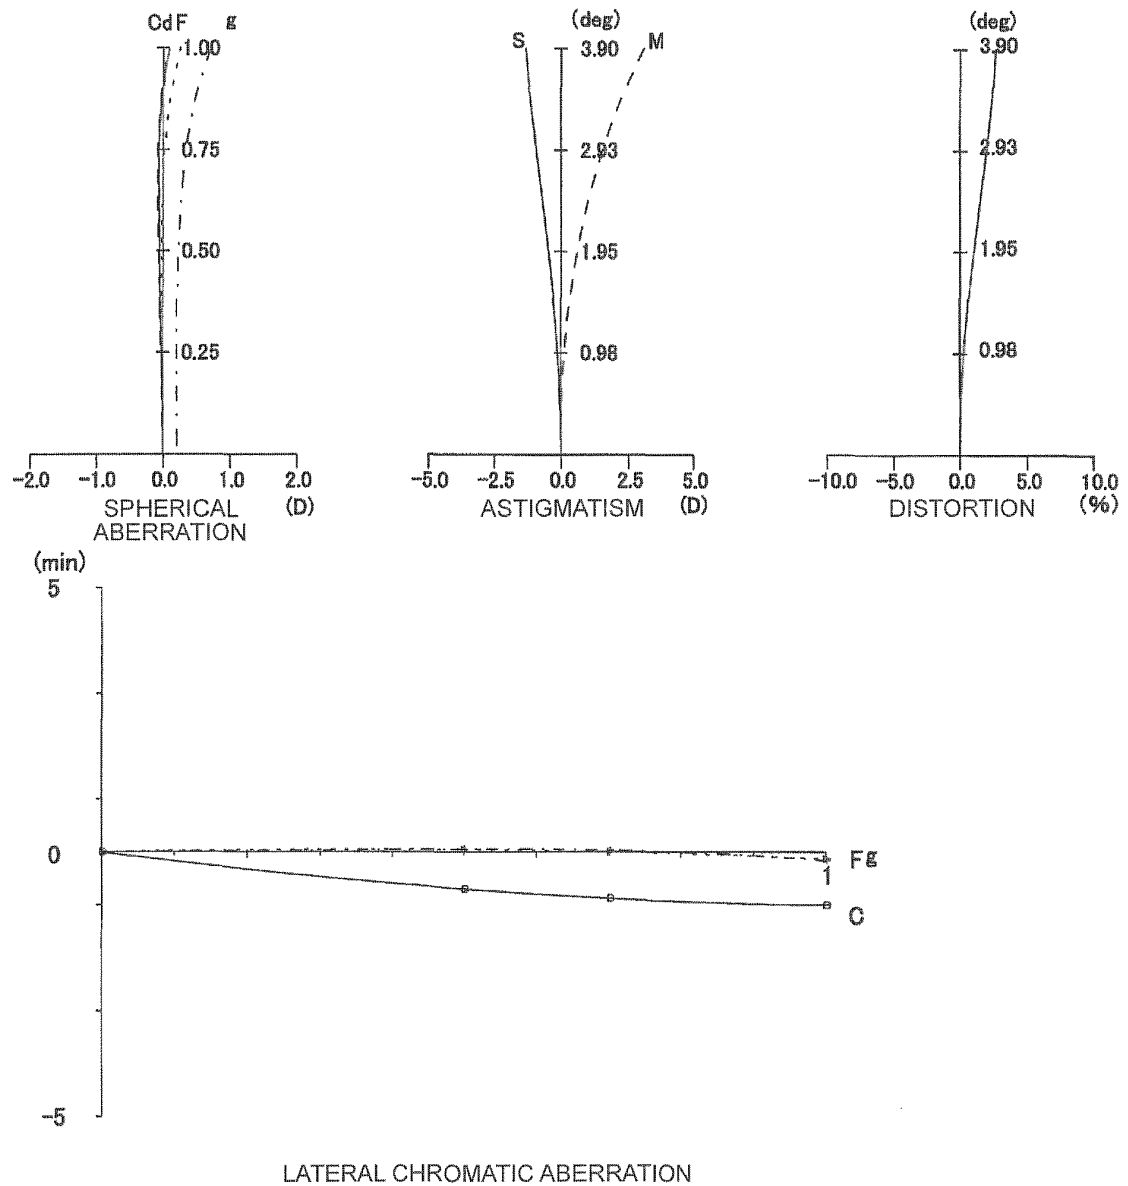 Cd F g
1.00
0.75
0.50
0.25
-2.0 -1.0 0.0 1.0 2.0
SPHERICAL (D)
ABERRATION
(deg)
S 3.90 M
2.93
1.95
0.98
-5.0 -2.5 0.0 2.5 5.0
ASTIGMATISM (D)
(deg)
3.90
2.93
1.95
0.98
-10.0 -5.0 0.0 5.0 10.0
DISTORTION (%)
(min)
5
0
F g
1
C
-5
LATERAL CHROMATIC ABERRATION